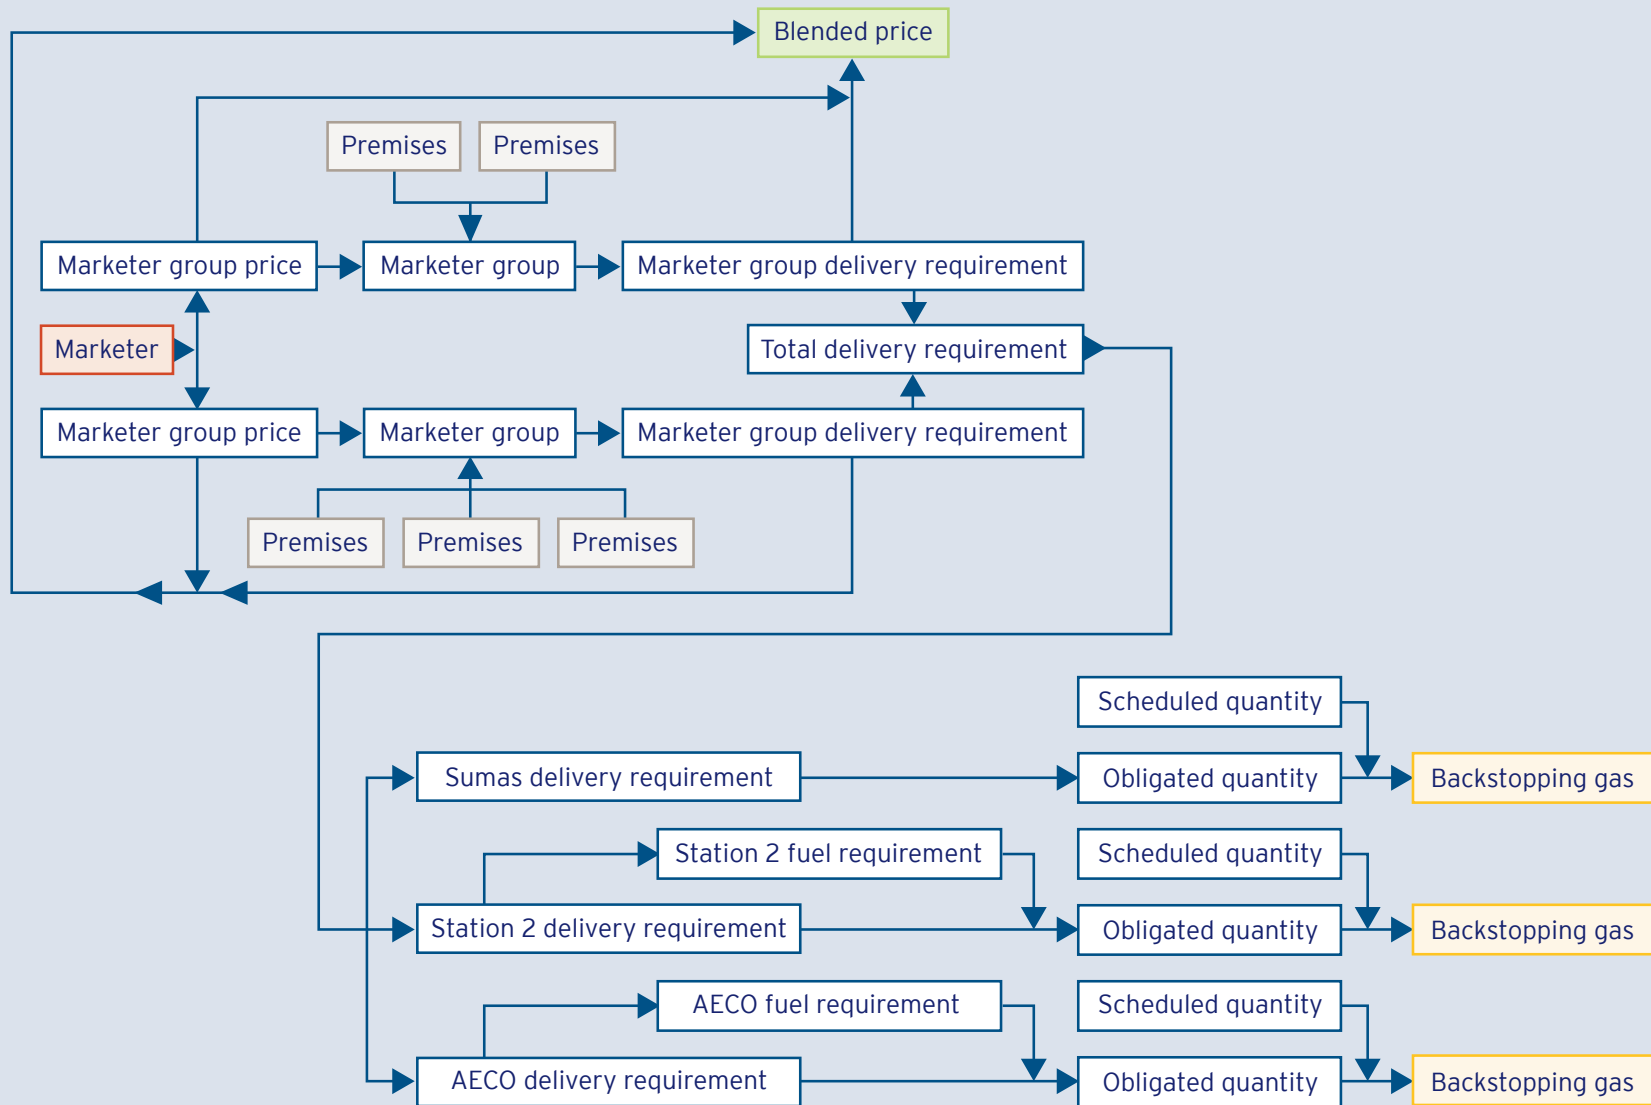 Blended price
Premises
Premises
Marketer group price
Marketer group
Marketer group delivery requirement
Marketer
Total delivery requirement
Marketer group price
Marketer group
Marketer group delivery requirement
Premises
Premises
Premises
Scheduled quantity
Sumas delivery requirement
Obligated quantity
Backstopping gas
Station 2 fuel requirement
Scheduled quantity
Station 2 delivery requirement
Obligated quantity
Backstopping gas
AECO fuel requirement
Scheduled quantity
AECO delivery requirement
Obligated quantity
Backstopping gas